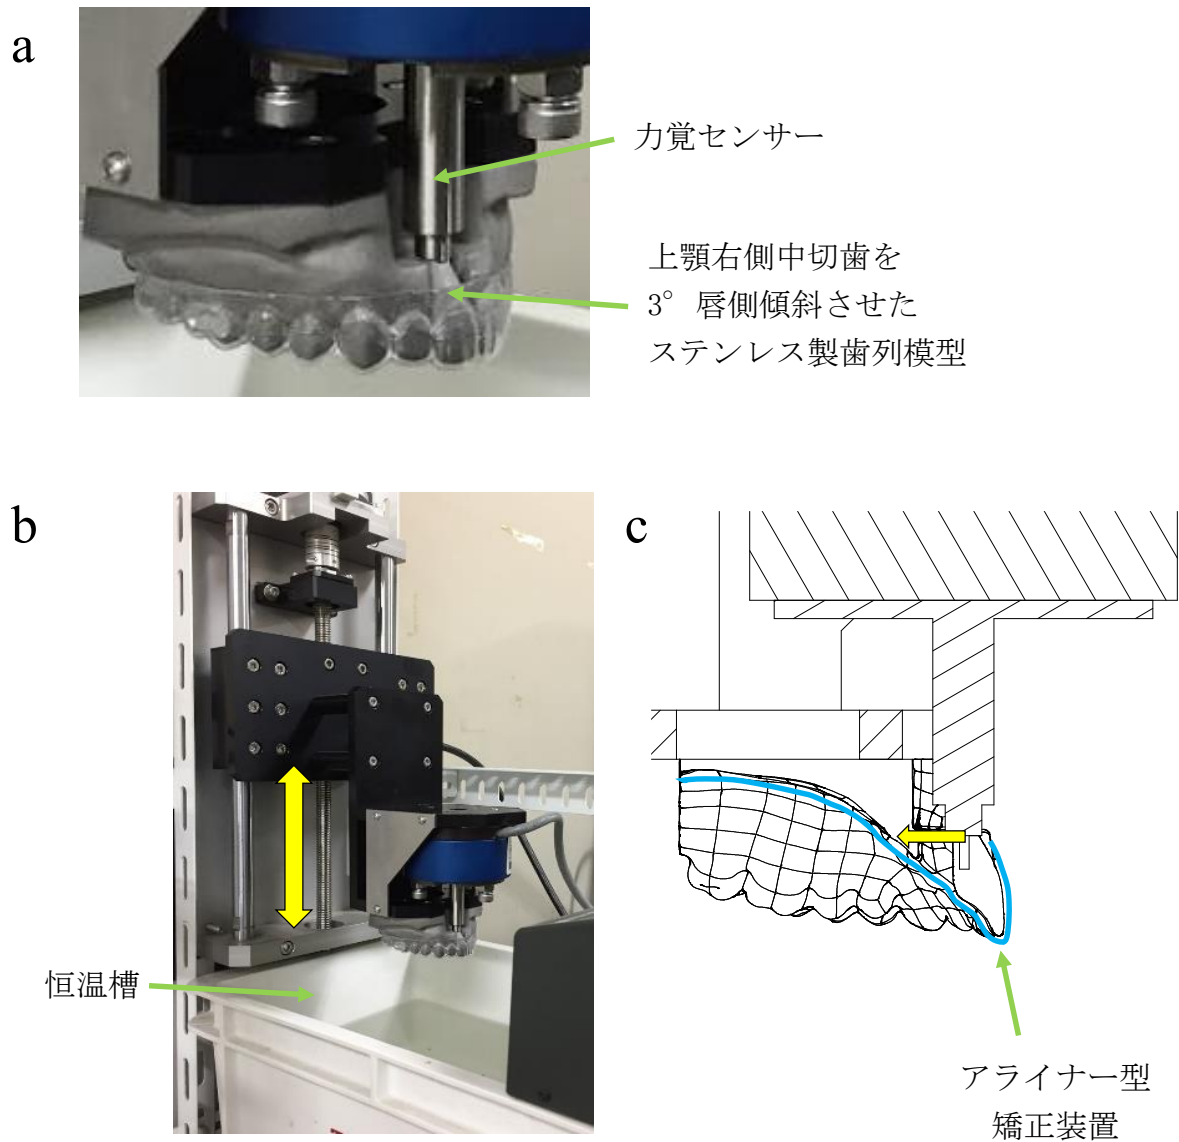 a
力覚センサー
上顎右側中切歯を
3° 唇側傾斜させた
ステンレス製歯列模型
b
c
恒温槽
アライナー型
矯正装置